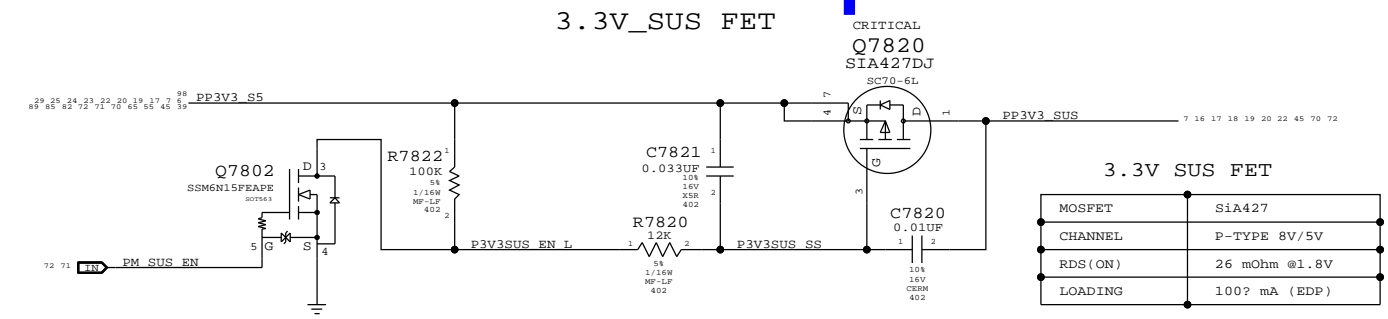 3.3V_SUS FET
CRITICAL
Q7820
SIA427DJ
SC70-6L
98
29 25 24 23 22 20 19 17 7 6
89 85 82 72 71 70 65 55 45 39
PP3V3_S5
7
4
S
D
1
G
3
PP3V3_SUS
7 16 17 18 19 20 22 45 70 72
Q7802
SSM6N15FEAPE
SOT563
D
3
5
G
S
4
R7822
100K
5%
1/16W
MF-LF
402
1
2
C7821
0.033UF
10%
16V
X5R
402
1
2
R7820
12K
1
2
5%
1/16W
MF-LF
402
P3V3SUS_EN_L
P3V3SUS_SS
C7820
0.01UF
1
2
10%
16V
CERM
402
72 71
IN
PM_SUS_EN
3.3V SUS FET
MOSFET SiA427
CHANNEL P-TYPE 8V/5V
RDS(ON) 26 mOhm @1.8V
LOADING 100? mA (EDP)